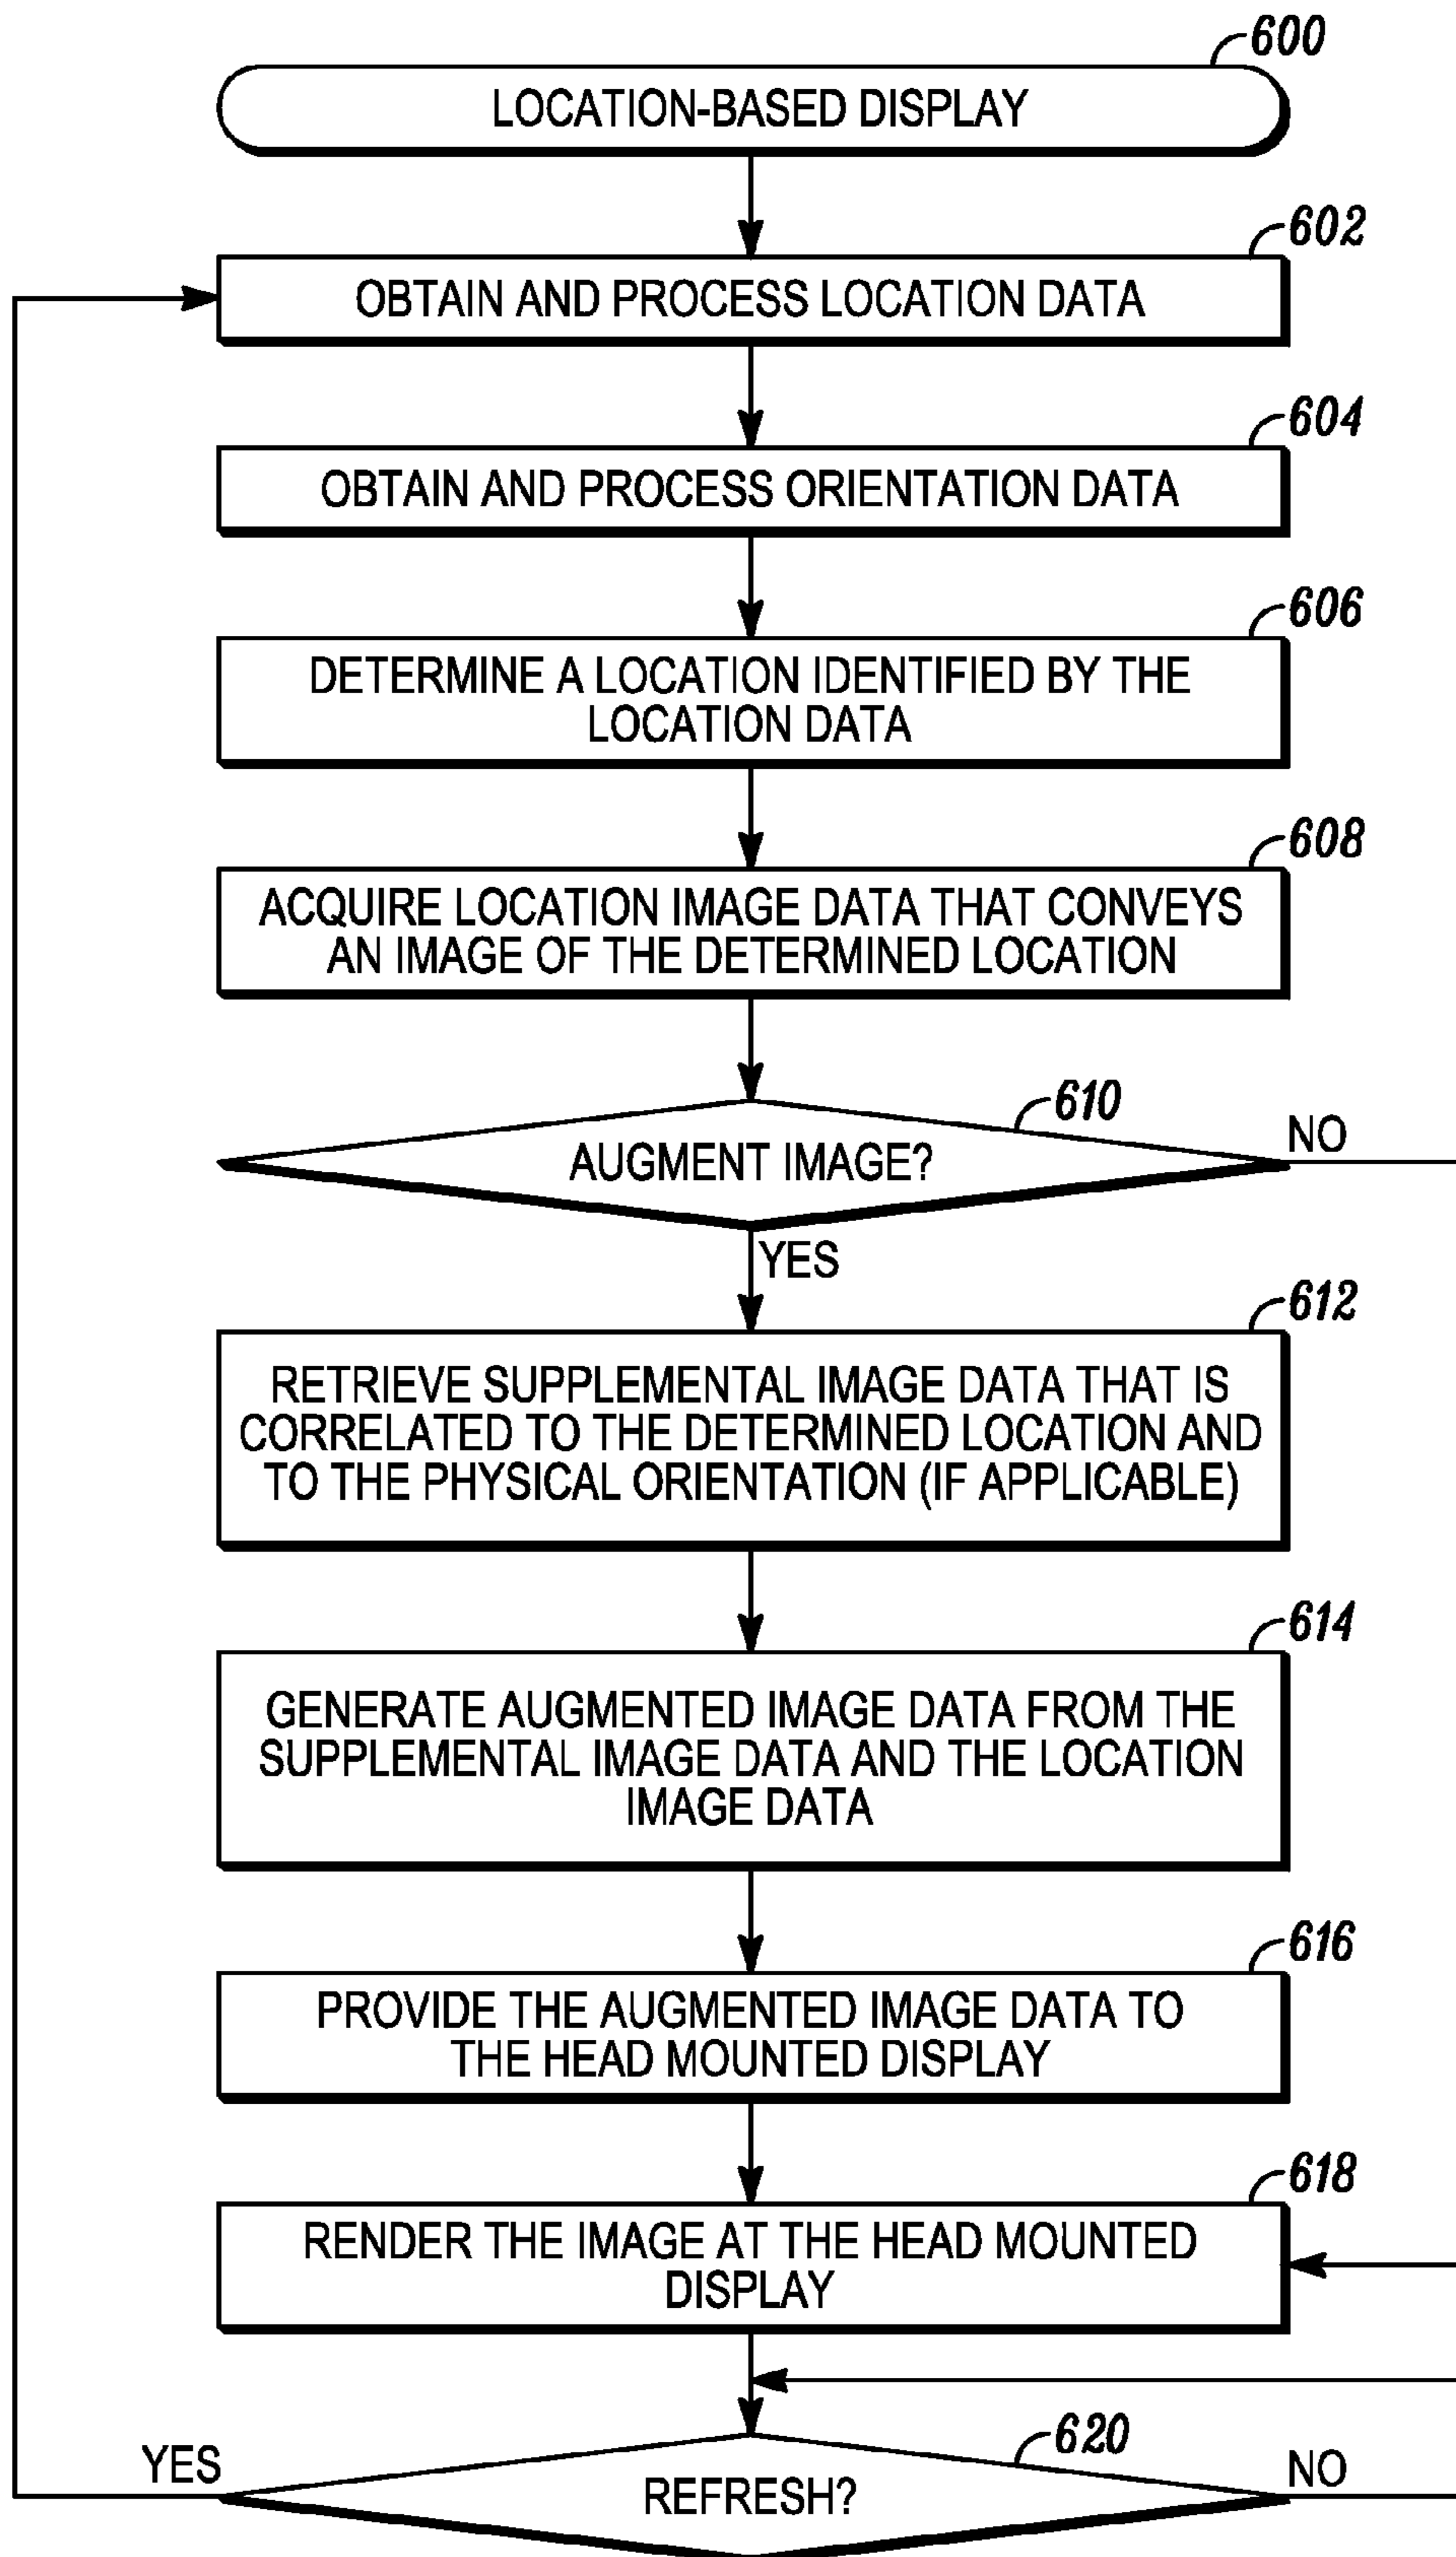 600
LOCATION-BASED DISPLAY
602
OBTAIN AND PROCESS LOCATION DATA
604
OBTAIN AND PROCESS ORIENTATION DATA
606
DETERMINE A LOCATION IDENTIFIED BY THE
LOCATION DATA
608
ACQUIRE LOCATION IMAGE DATA THAT CONVEYS
AN IMAGE OF THE DETERMINED LOCATION
610
AUGMENT IMAGE?
NO
YES
612
RETRIEVE SUPPLEMENTAL IMAGE DATA THAT IS
CORRELATED TO THE DETERMINED LOCATION AND
TO THE PHYSICAL ORIENTATION (IF APPLICABLE)
614
GENERATE AUGMENTED IMAGE DATA FROM THE
SUPPLEMENTAL IMAGE DATA AND THE LOCATION
IMAGE DATA
616
PROVIDE THE AUGMENTED IMAGE DATA TO
THE HEAD MOUNTED DISPLAY
618
RENDER THE IMAGE AT THE HEAD MOUNTED
DISPLAY
620
YES
REFRESH?
NO